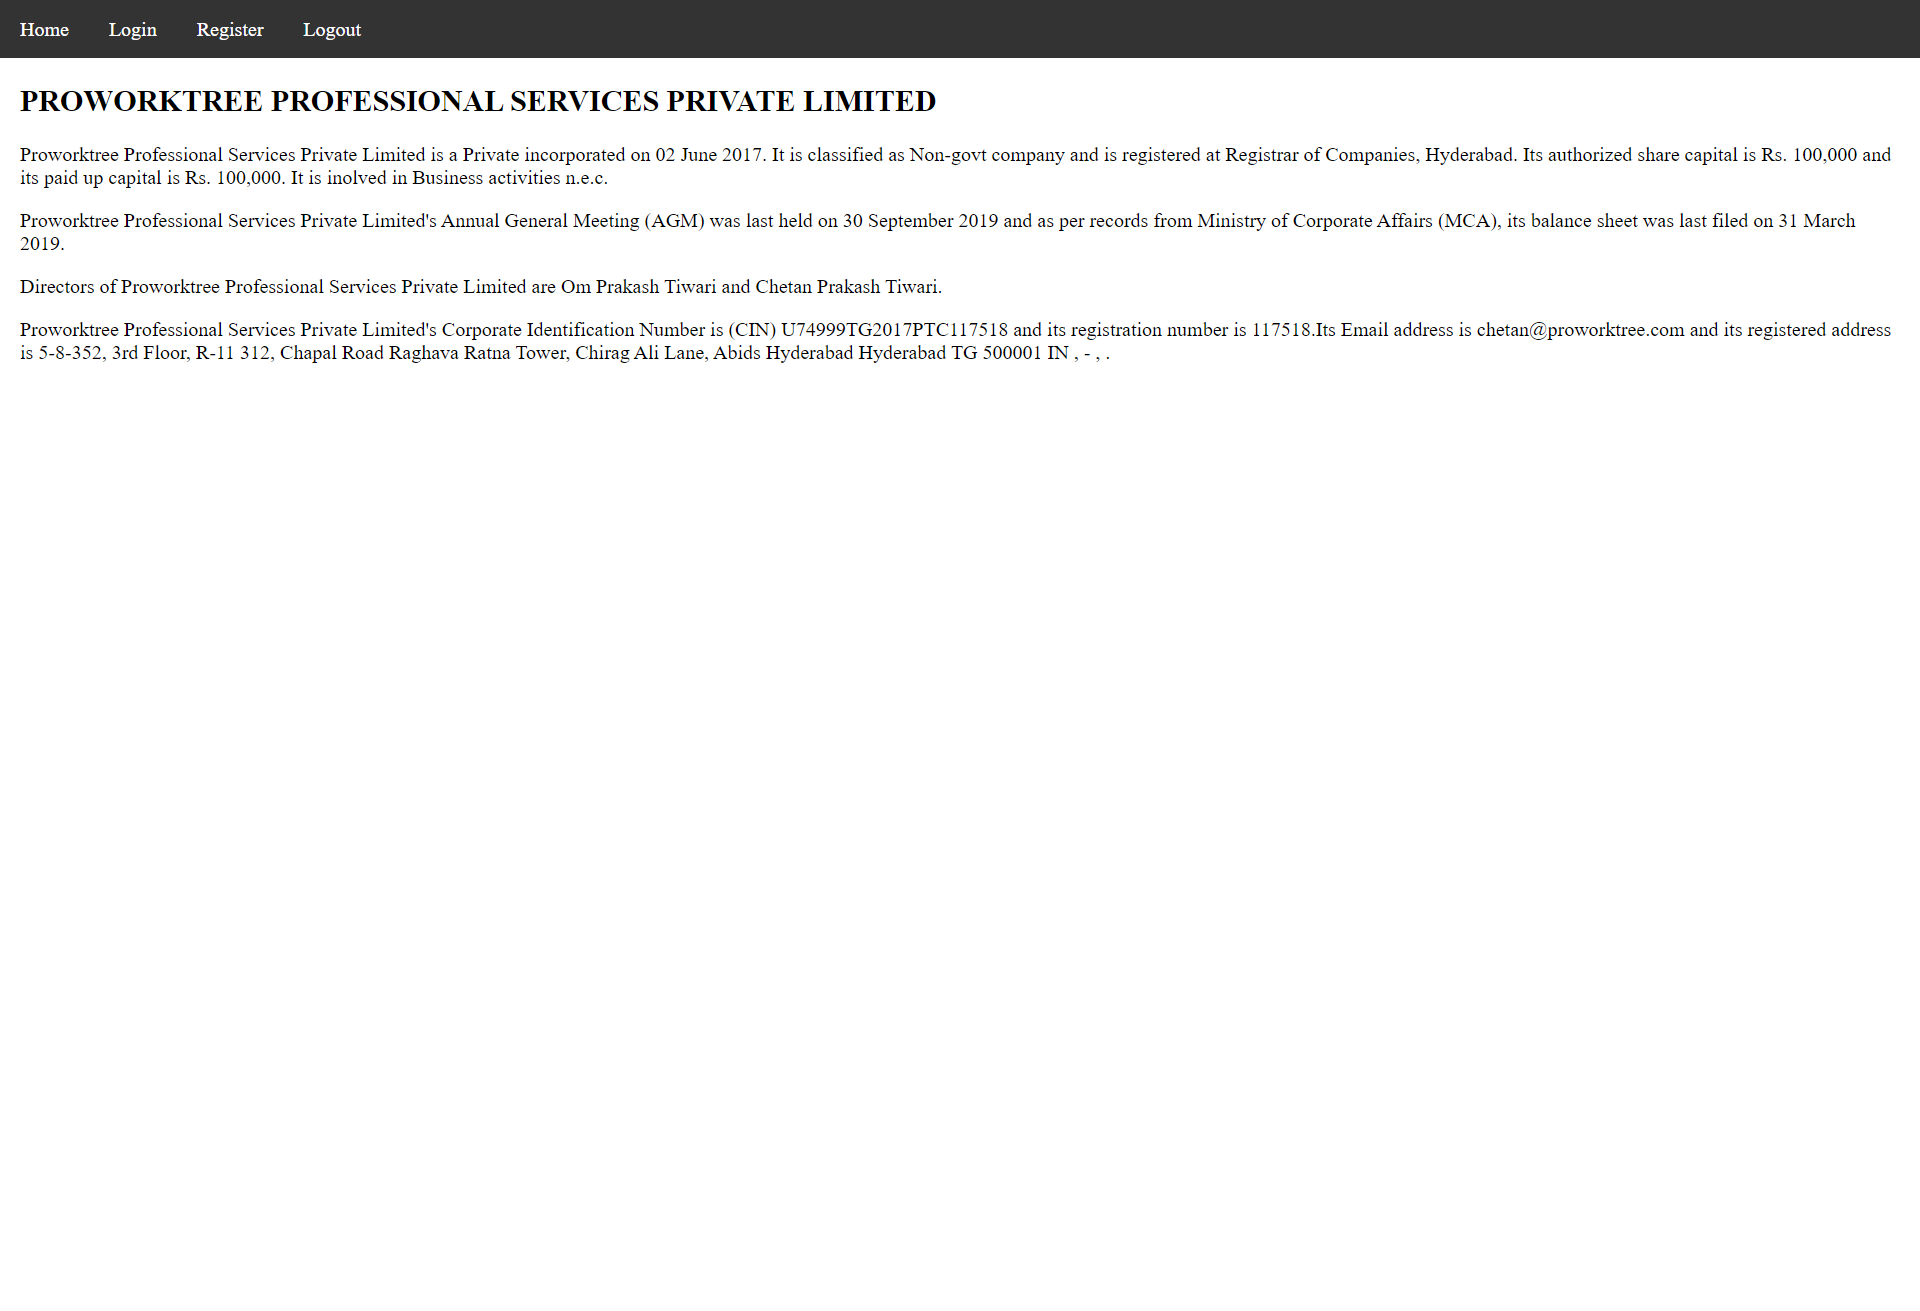 Home Login Register Logout
PROWORKTREE PROFESSIONAL SERVICES PRIVATE LIMITED
Proworktree Professional Services Private Limited is a Private incorporated on 02 June 2017. It is classified as Non-govt company and is registered at Registrar of Companies, Hyderabad. Its authorized share capital is Rs. 100,000 and
its paid up capital is Rs. 100,000. It is inolved in Business activities n.e.c.
Proworktree Professional Services Private Limited's Annual General Meeting (AGM) was last held on 30 September 2019 and as per records from Ministry of Corporate Affairs (MCA), its balance sheet was last filed on 31 March
2019.
Directors of Proworktree Professional Services Private Limited are Om Prakash Tiwari and Chetan Prakash Tiwari.
Proworktree Professional Services Private Limited's Corporate Identification Number is (CIN) U74999TG2017PTC117518 and its registration number is 117518.Its Email address is chetan@proworktree.com and its registered address
is 5-8-352, 3rd Floor, R-11 312, Chapal Road Raghava Ratna Tower, Chirag Ali Lane, Abids Hyderabad Hyderabad TG 500001 IN , - , .